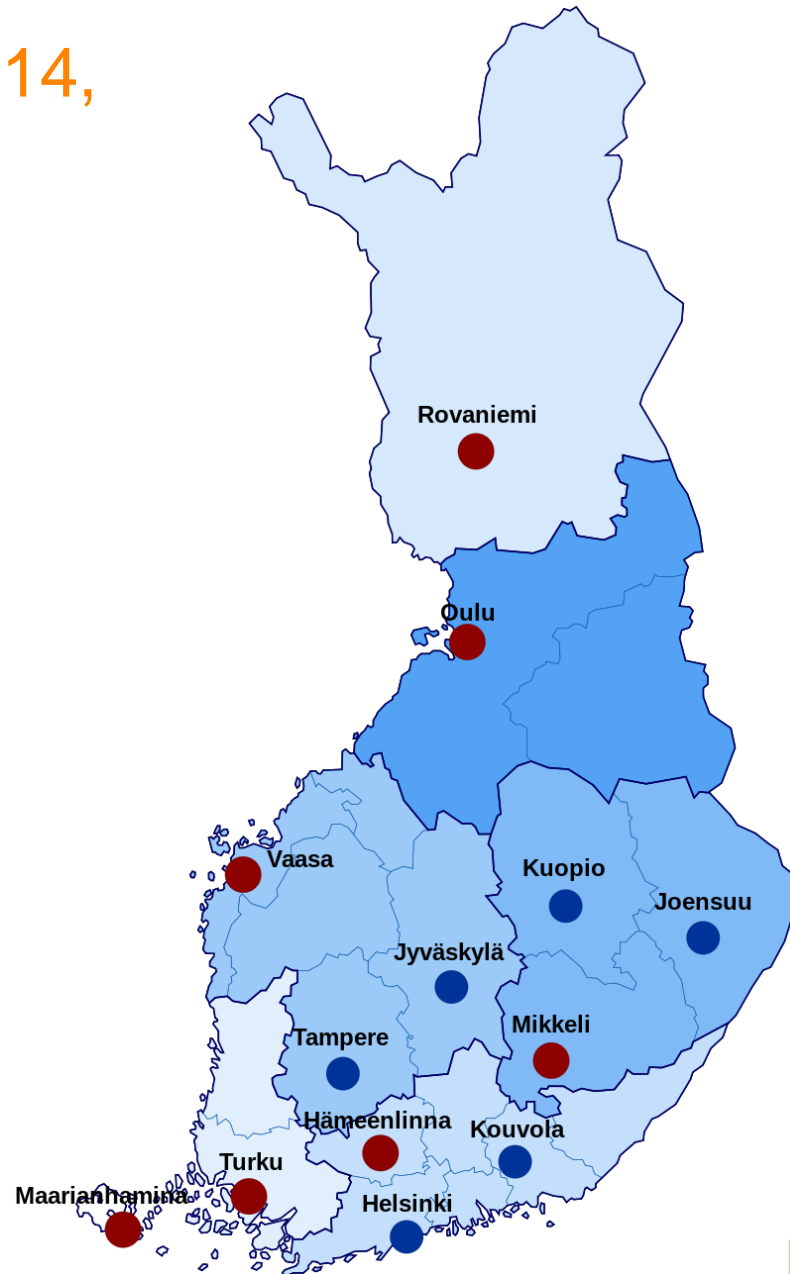 14,
Rovaniemi
Oulu
Vaasa
Kuopio
Joensuu
Jyväskylä
Mikkeli
Tampere
Hämeenlinna
Kouvola
Turku
Maarianhamina
Helsinki